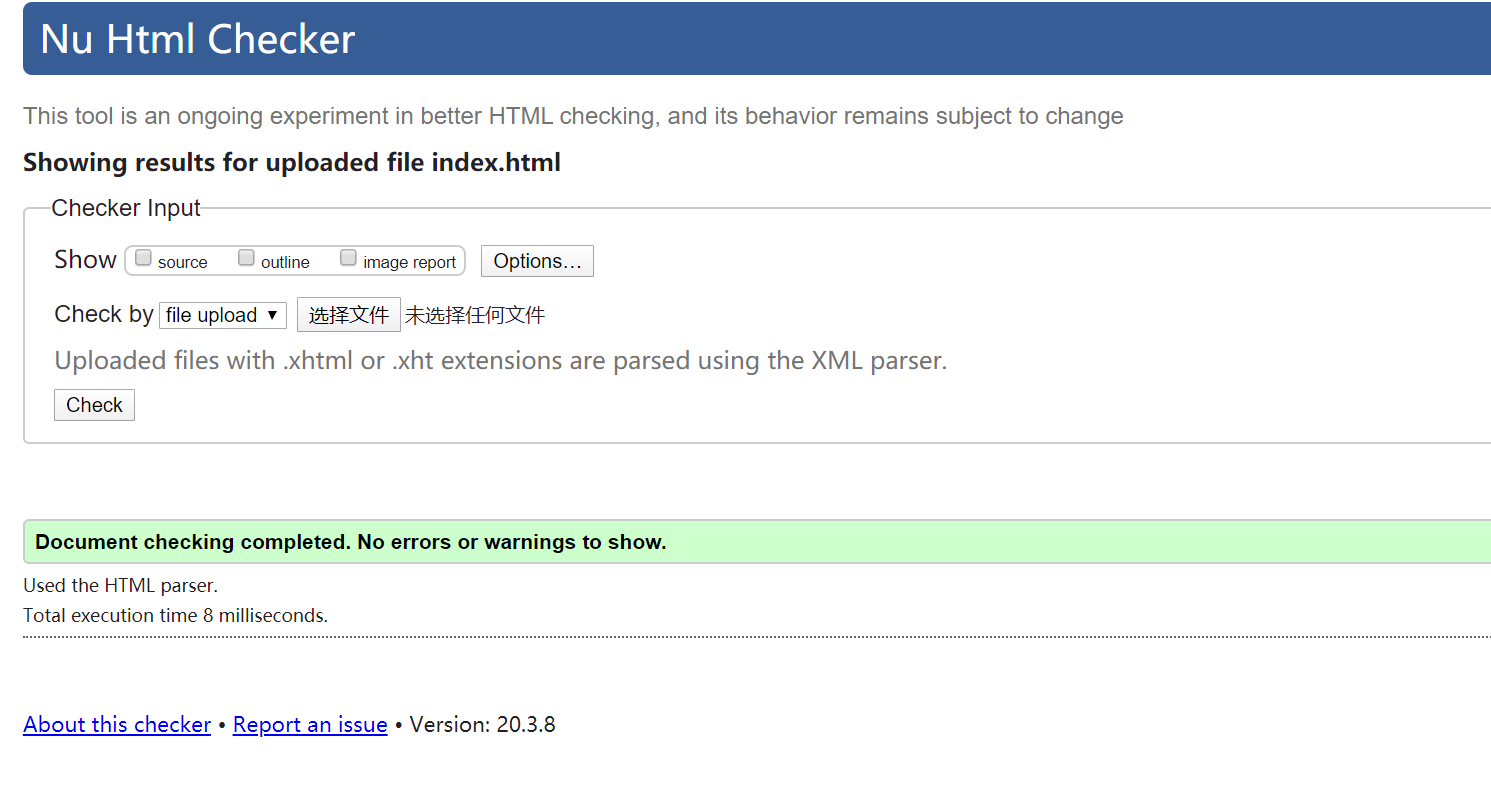 Nu Html Checker
This tool is an ongoing experiment in better HTML checking, and its behavior remains subject to change
Showing results for uploaded file index.html
Checker Input
Show source outline image report Options...
Check by file upload ▼ 选择文件 未选择任何文件
Uploaded files with .xhtml or .xht extensions are parsed using the XML parser.
Check
Document checking completed. No errors or warnings to show.
Used the HTML parser.
Total execution time 8 milliseconds.
About this checker • Report an issue • Version: 20.3.8